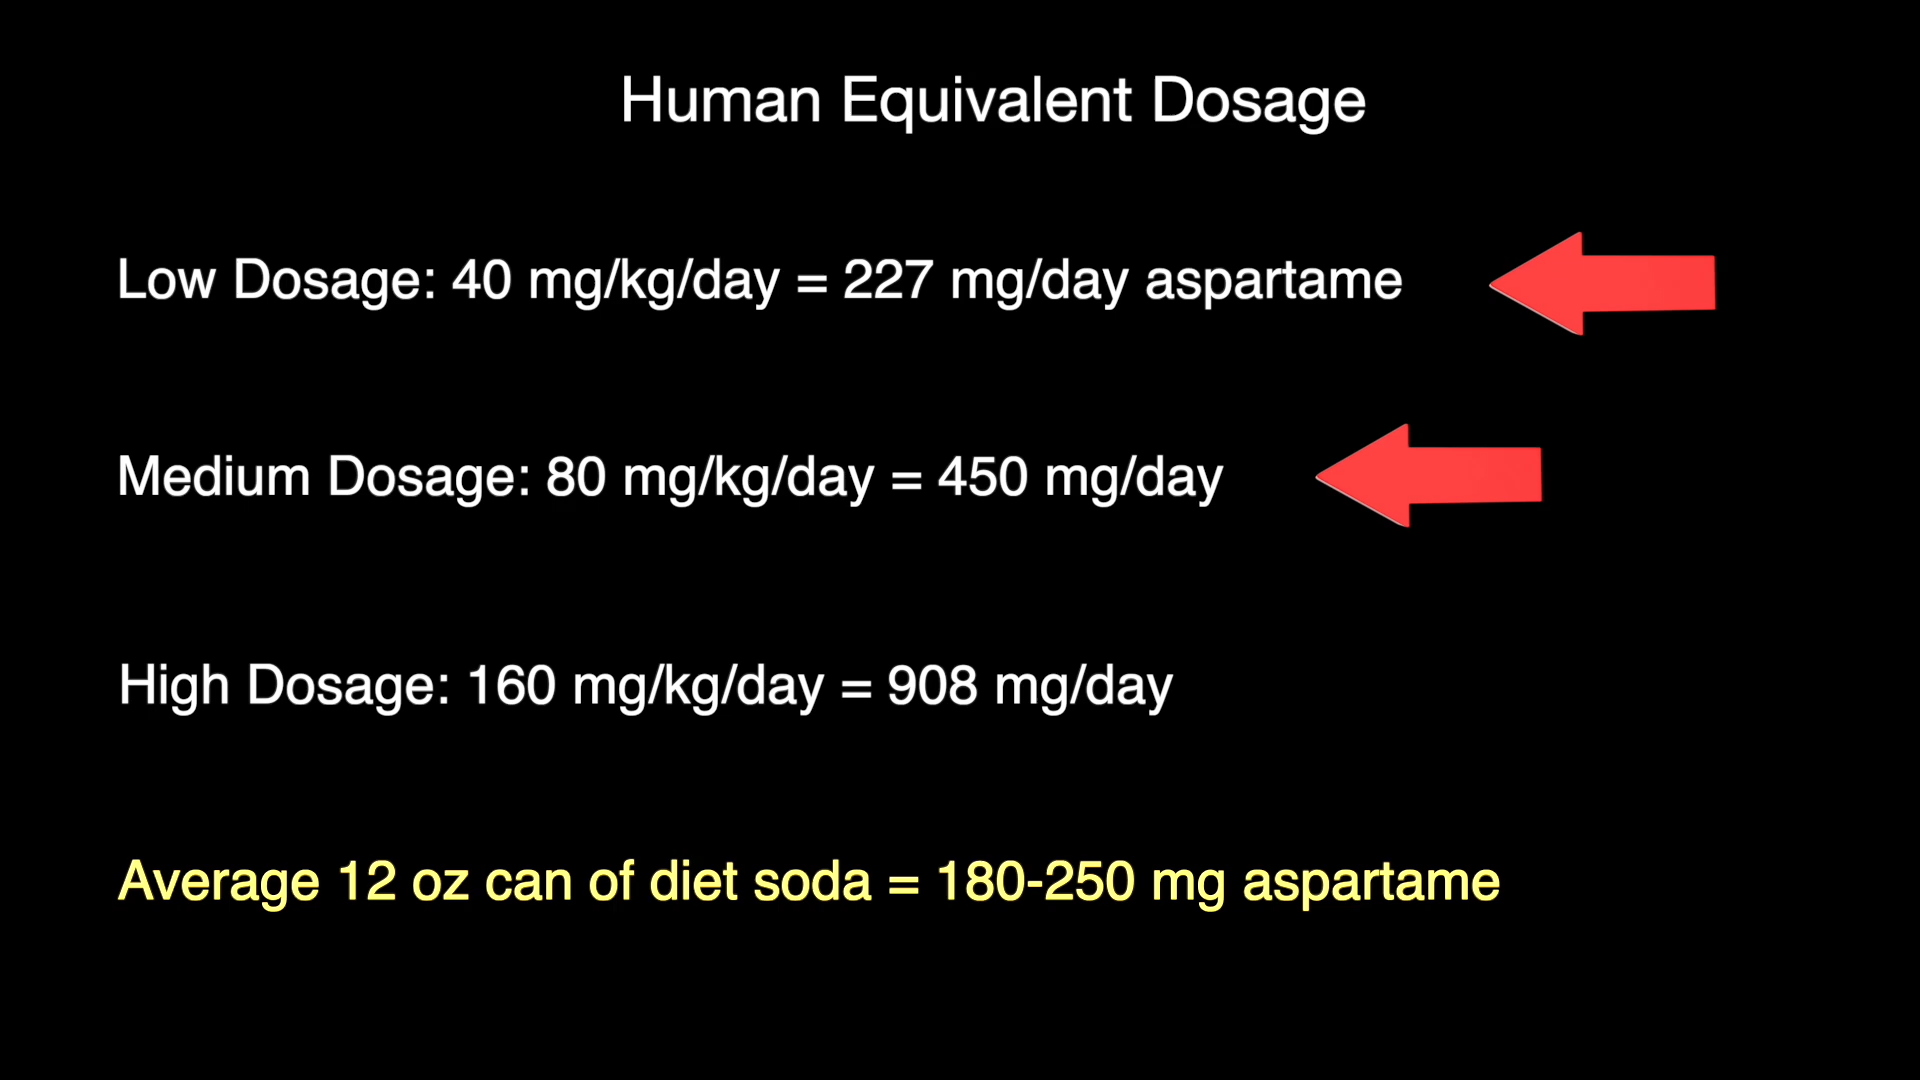 Human Equivalent Dosage
Low Dosage: 40 mg/kg/day = 227 mg/day aspartame
Medium Dosage: 80 mg/kg/day = 450 mg/day
High Dosage: 160 mg/kg/day = 908 mg/day
Average 12 oz can of diet soda = 180-250 mg aspartame